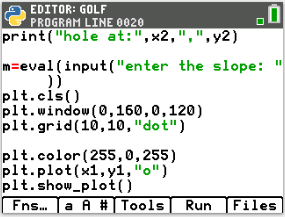 EDITOR: GOLF
PROGRAM LINE 0020
print("hole at:",x2,",",y2)
m=eval(input("enter the slope: "
))
plt.cls()
plt.window(0,160,0,120)
plt.grid(10,10,"dot")
plt.color(255,0,255)
plt.plot(x1,y1,"o")
plt.show_plot()
Fns… a A # Tools Run Files